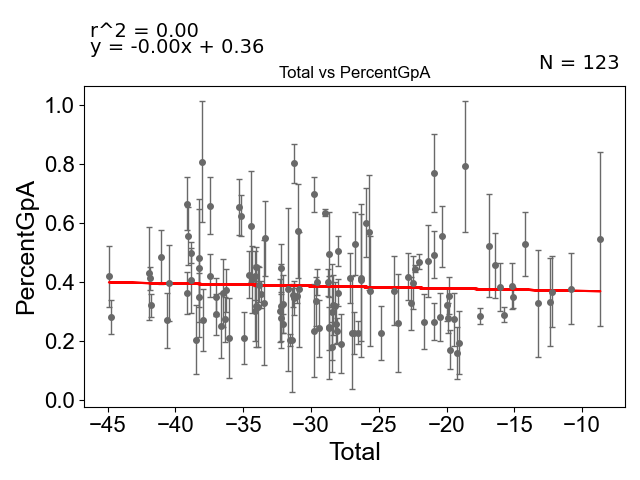 r^2 = 0.00
y = -0.00x + 0.36
N = 123
Total vs PercentGpA
1.0
0.8
0.6
0.4
0.2
0.0
PercentGpA
−45 −40 −35 −30 −25 −20 −15 −10
Total